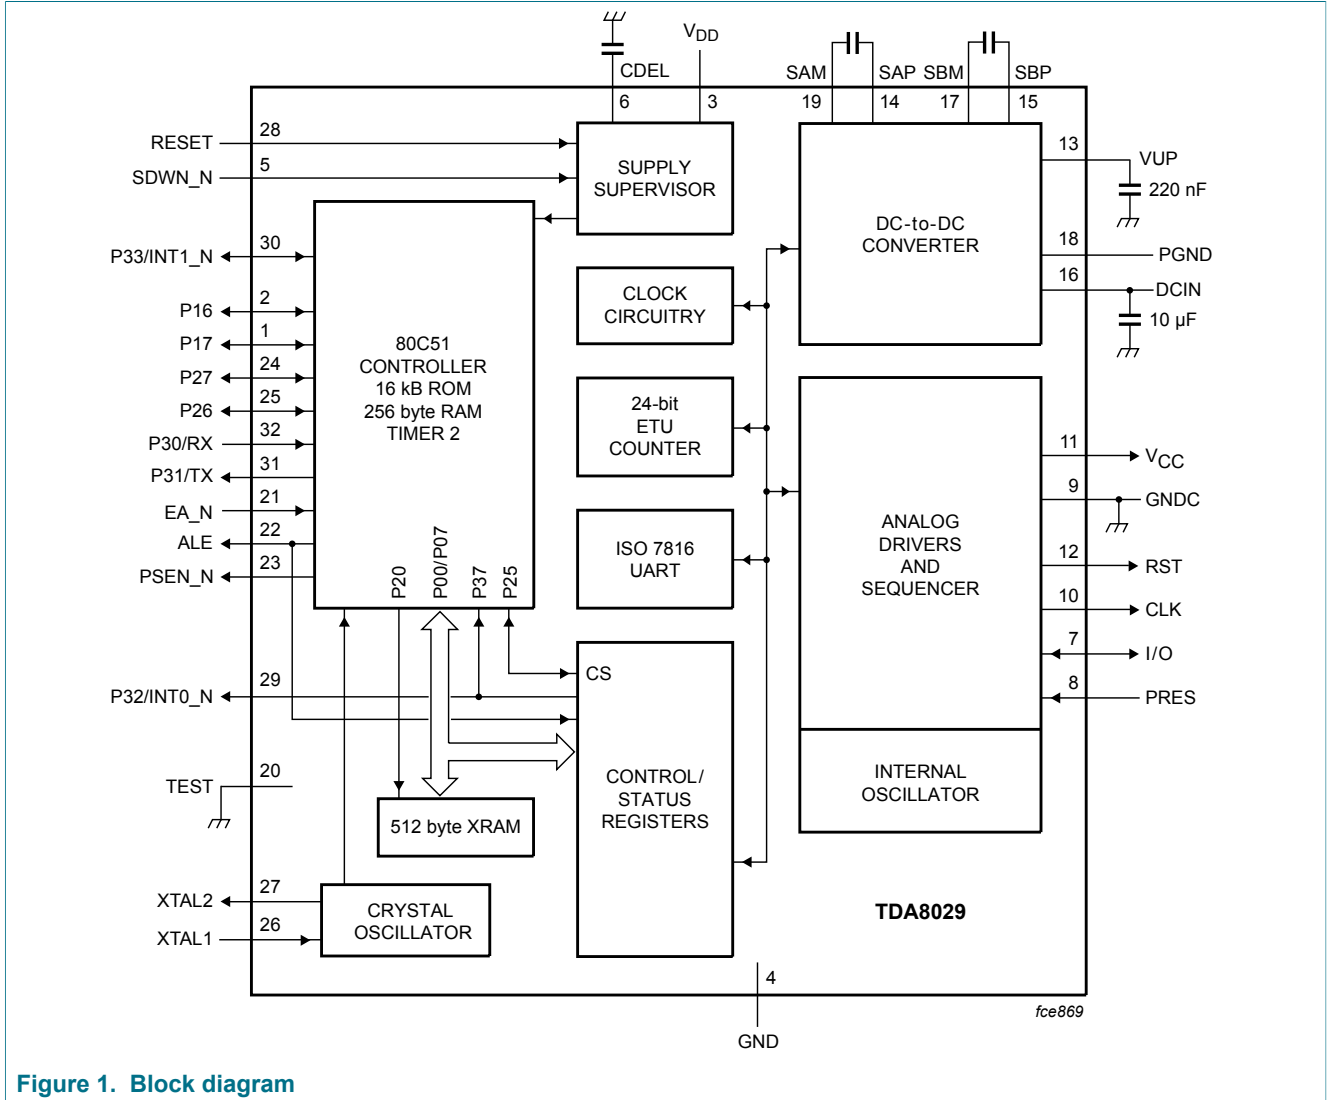 VDD
CDEL
SAM
SAP
SBM
SBP
6
3
19
14
17
15
RESET
28
SDWN_N
5
SUPPLY
SUPERVISOR
13
VUP
220 nF
DC-to-DC
CONVERTER
18
PGND
16
DCIN
10 µF
P33/INT1_N
30
P16
2
P17
1
P27
24
P26
25
P30/RX
32
P31/TX
31
EA_N
21
ALE
22
PSEN_N
23
80C51
CONTROLLER
16 kB ROM
256 byte RAM
TIMER 2
P20
P00/P07
P37
P25
CLOCK
CIRCUITRY
24-bit
ETU
COUNTER
ISO 7816
UART
11
VCC
9
GNDC
ANALOG
DRIVERS
AND
SEQUENCER
12
RST
10
CLK
7
I/O
8
PRES
CS
P32/INT0_N
29
TEST
20
CONTROL/
STATUS
REGISTERS
INTERNAL
OSCILLATOR
512 byte XRAM
XTAL2
27
XTAL1
26
CRYSTAL
OSCILLATOR
TDA8029
4
GND
fce869
Figure 1. Block diagram